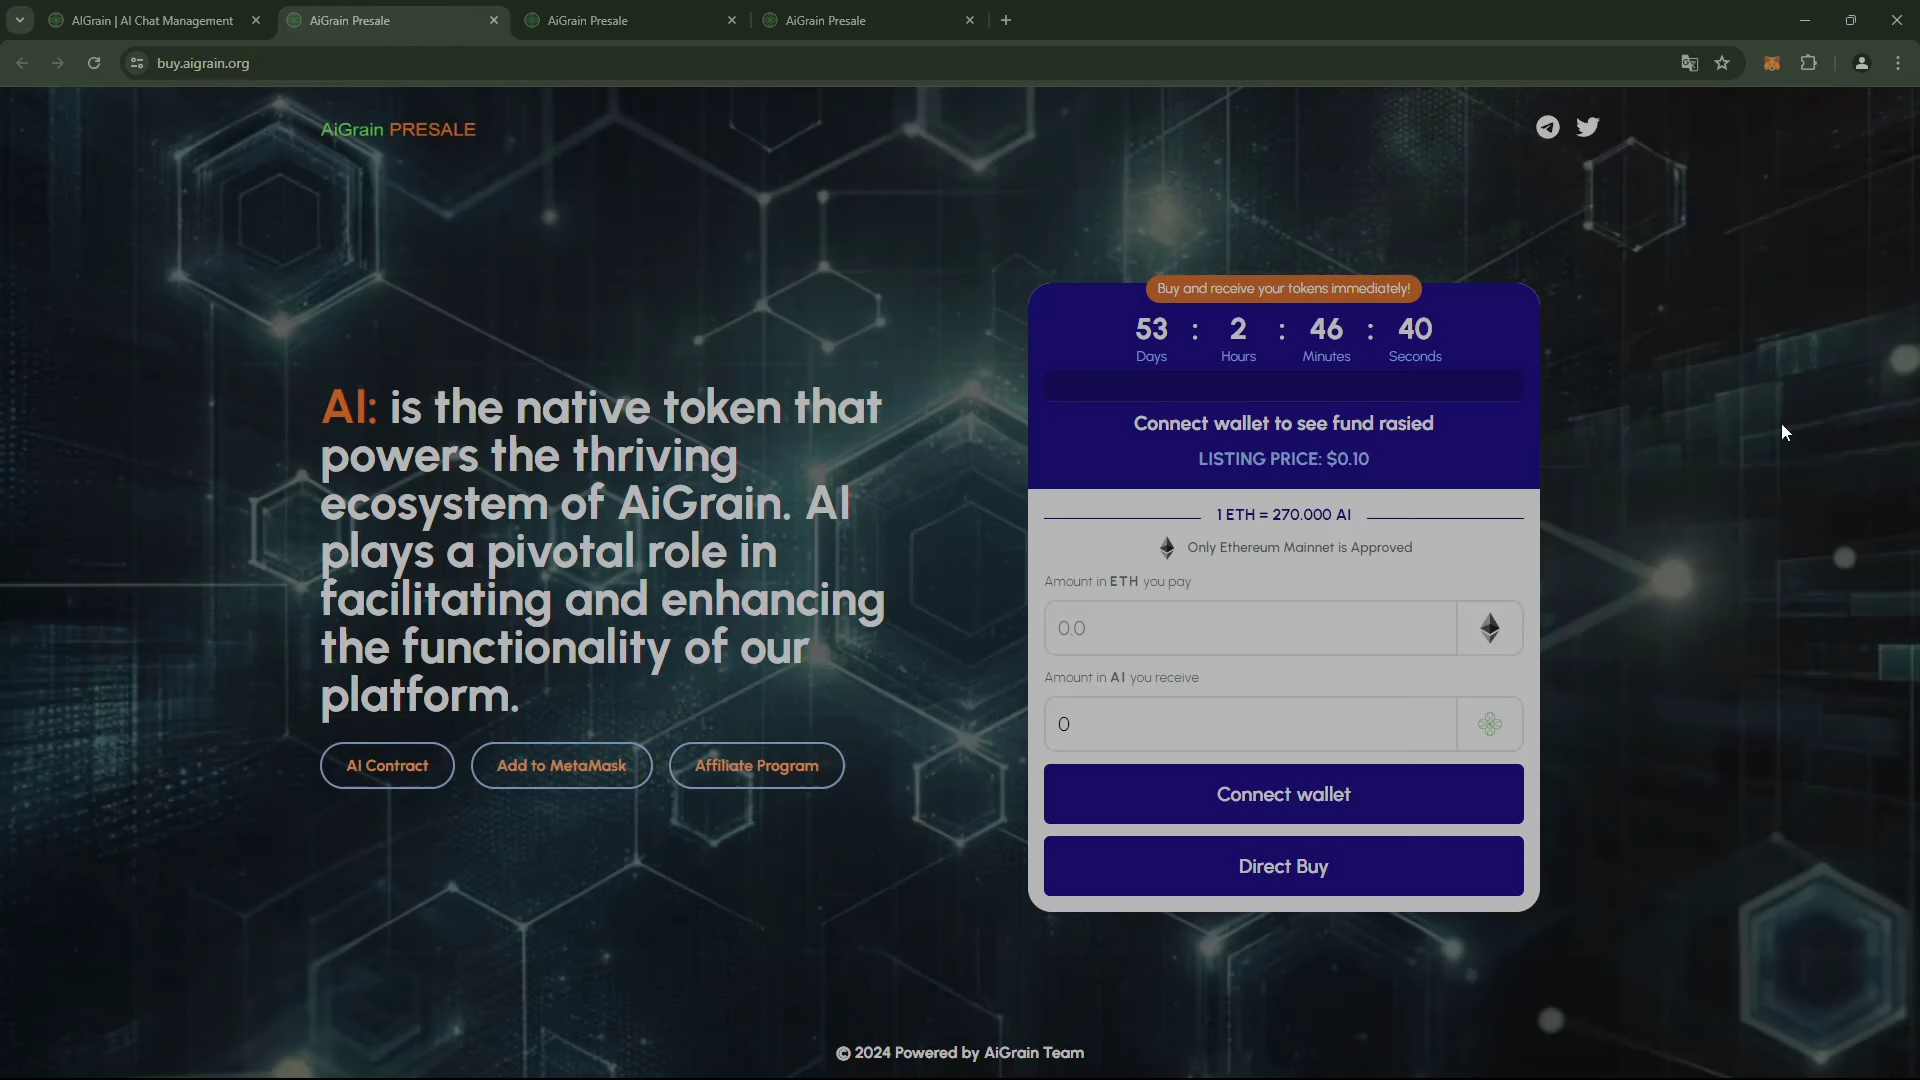 AIGrain | AI Chat Management
AiGrain Presale
AiGrain Presale
AiGrain Presale
buy.aigrain.org
AiGrain PRESALE
Buy and receive your tokens immediately!
53 : 2 : 46 : 40
Days Hours Minutes Seconds
Connect wallet to see fund rasied
LISTING PRICE: $0.10
AI: is the native token that
powers the thriving
ecosystem of AiGrain. AI
plays a pivotal role in
facilitating and enhancing
the functionality of our
platform.
AI Contract
Add to MetaMask
Affiliate Program
1 ETH = 270.000 AI
Only Ethereum Mainnet is Approved
Amount in ETH you pay
0.0
Amount in AI you receive
0
Connect wallet
Direct Buy
© 2024 Powered by AiGrain Team